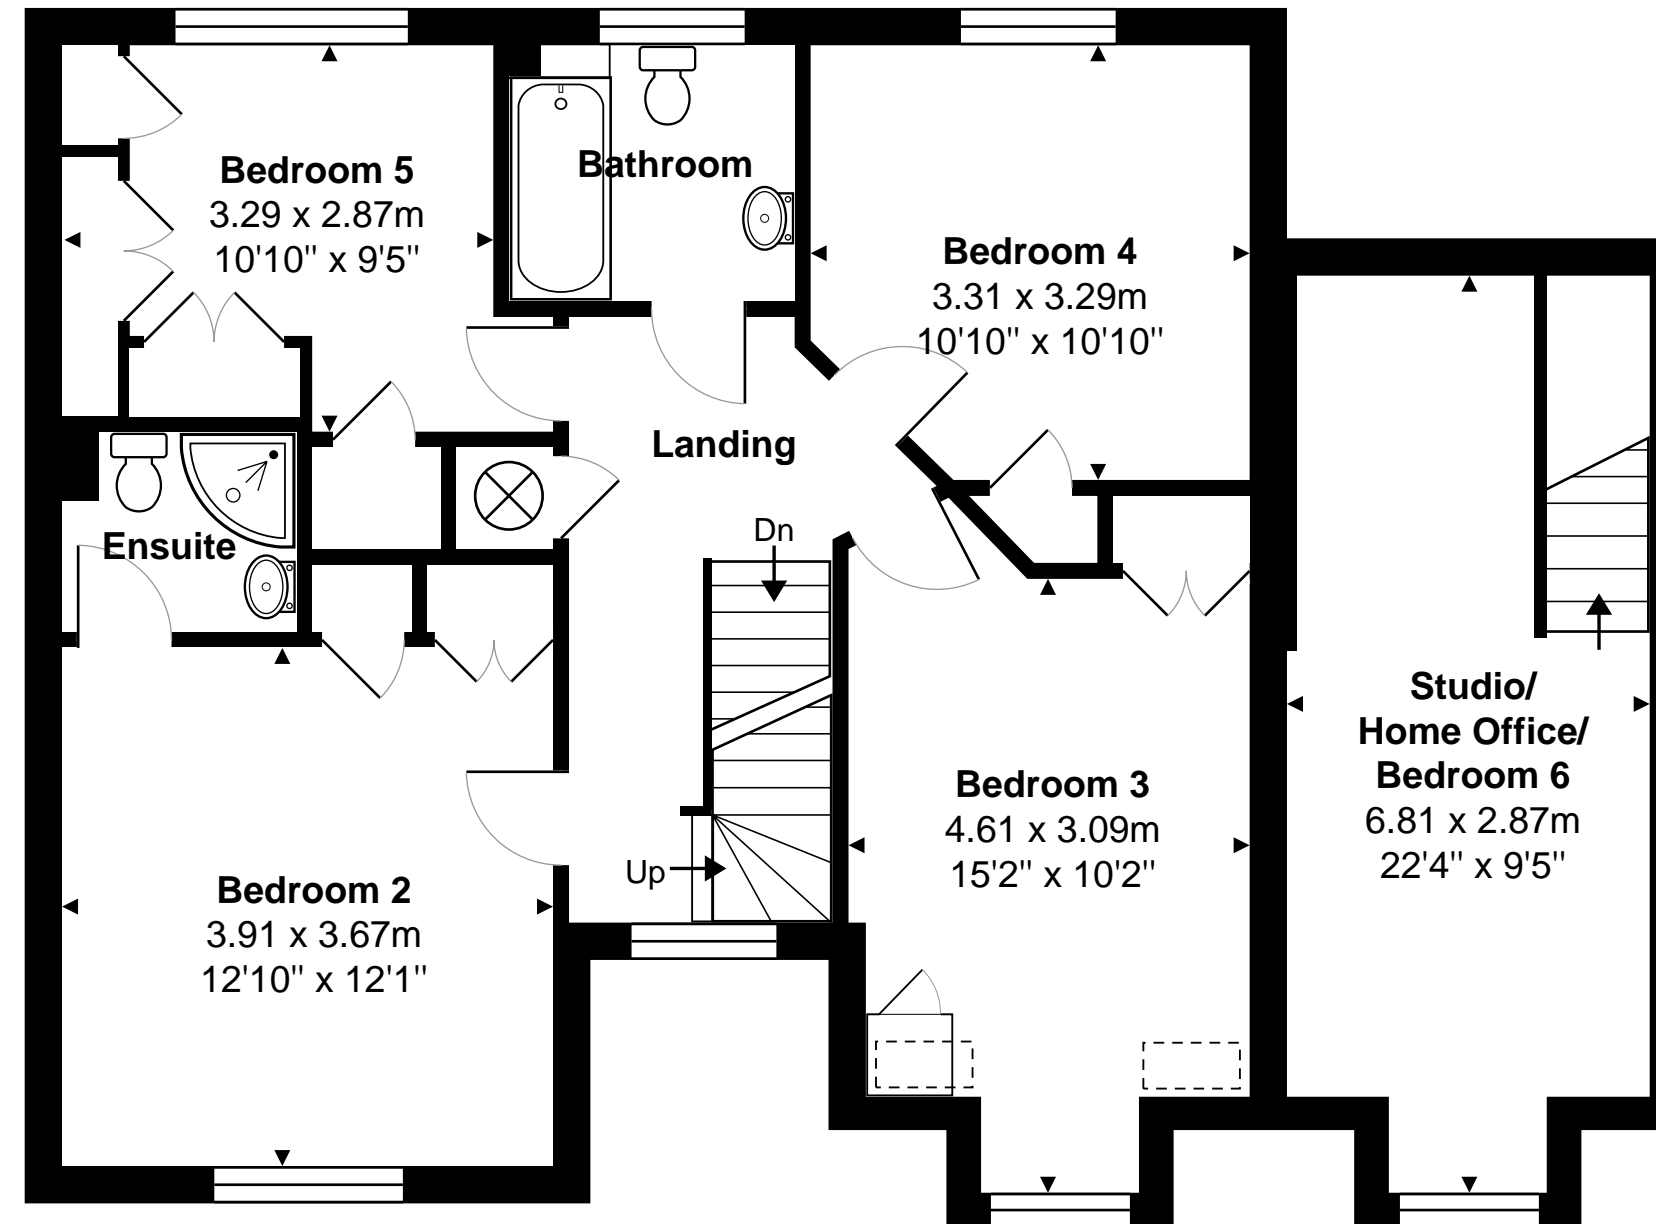 Bedroom 5
3.29 x 2.87m
10'10" x 9'5"
Bathroom
Bedroom 4
3.31 x 3.29m
10'10" x 10'10"
Landing
Ensuite
Dn
Studio/
Home Office/
Bedroom 6
6.81 x 2.87m
22'4" x 9'5"
Bedroom 3
4.61 x 3.09m
15'2" x 10'2"
Up
Bedroom 2
3.91 x 3.67m
12'10" x 12'1"